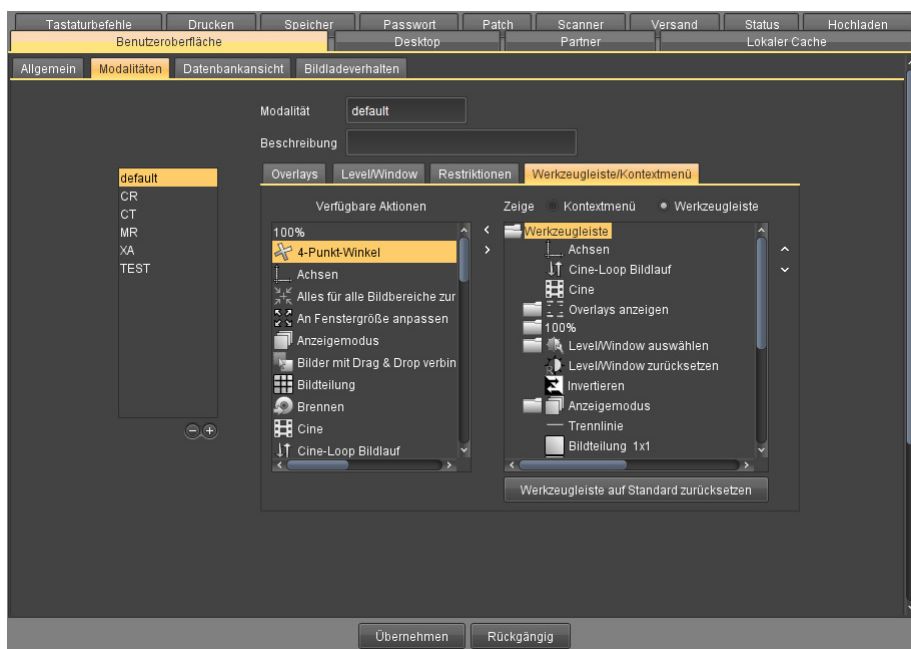 Tastaturbefehle Drucken Speicher Passwort Patch Scanner Versand Status Hochladen
Benutzeroberfläche Desktop Partner Lokaler Cache
Allgemein Modalitäten Datenbankansicht Bildladeverhalten
Modalität default
Beschreibung
default
CR
CT
MR
XA
TEST
Overlays Level/Window Restriktionen Werkzeugleiste/Kontextmenü
Verfügbare Aktionen
100%
4-Punkt-Winkel
Achsen
Alles für alle Bildbereiche zur
An Fenstergröße anpassen
Anzeigemodus
Bilder mit Drag & Drop verbin
Bildteilung
Brennen
Cine
Cine-Loop Bildlauf
Zeige Kontextmenü Werkzeugleiste
Werkzeugleiste
Achsen
Cine-Loop Bildlauf
Cine
Overlays anzeigen
100%
Level/Window auswählen
Level/Window zurücksetzen
Invertieren
Anzeigemodus
Trennlinie
Bildteilung 1x1
Werkzeugleiste auf Standard zurücksetzen
Übernehmen Rückgängig